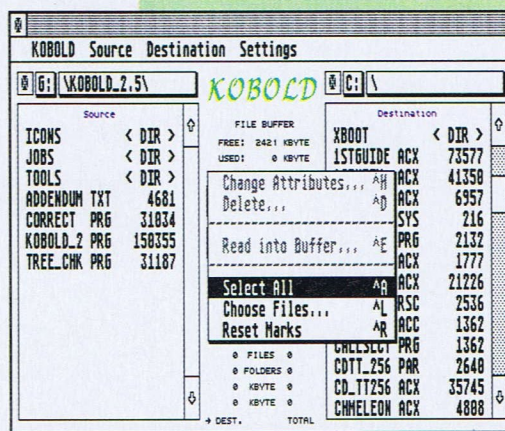 KOBOLD Source Destination Settings
G: \KOBOLD_2.5\
KOBOLD
C: \
Source
ICONS < DIR >
JOBS < DIR >
TOOLS < DIR >
ADDENDUM TXT 4681
CORRECT PRG 31034
KOBOLD_2 PRG 158355
TREE_CHK PRG 31187
FILE BUFFER
FREE: 2421 KBYTE
USED: 0 KBYTE
Change Attributes... ^H
Delete... ^D
Read into Buffer... ^E
Select All ^A
Choose Files... ^L
Reset Marks ^R
0 FILES 0
0 FOLDERS 0
0 KBYTE 0
0 KBYTE 0
→ DEST. TOTAL
Destination
XBOOT < DIR >
1STGUIDE ACX 73577
ACX 41350
ACX 6957
SYS 216
PRG 2132
ACX 1777
ACX 21226
RSC 2536
ACC 1362
CALLSLCT PRG 1362
CDTT_256 PAR 2640
CD_TT256 ACX 35745
CHMELEON ACX 4808